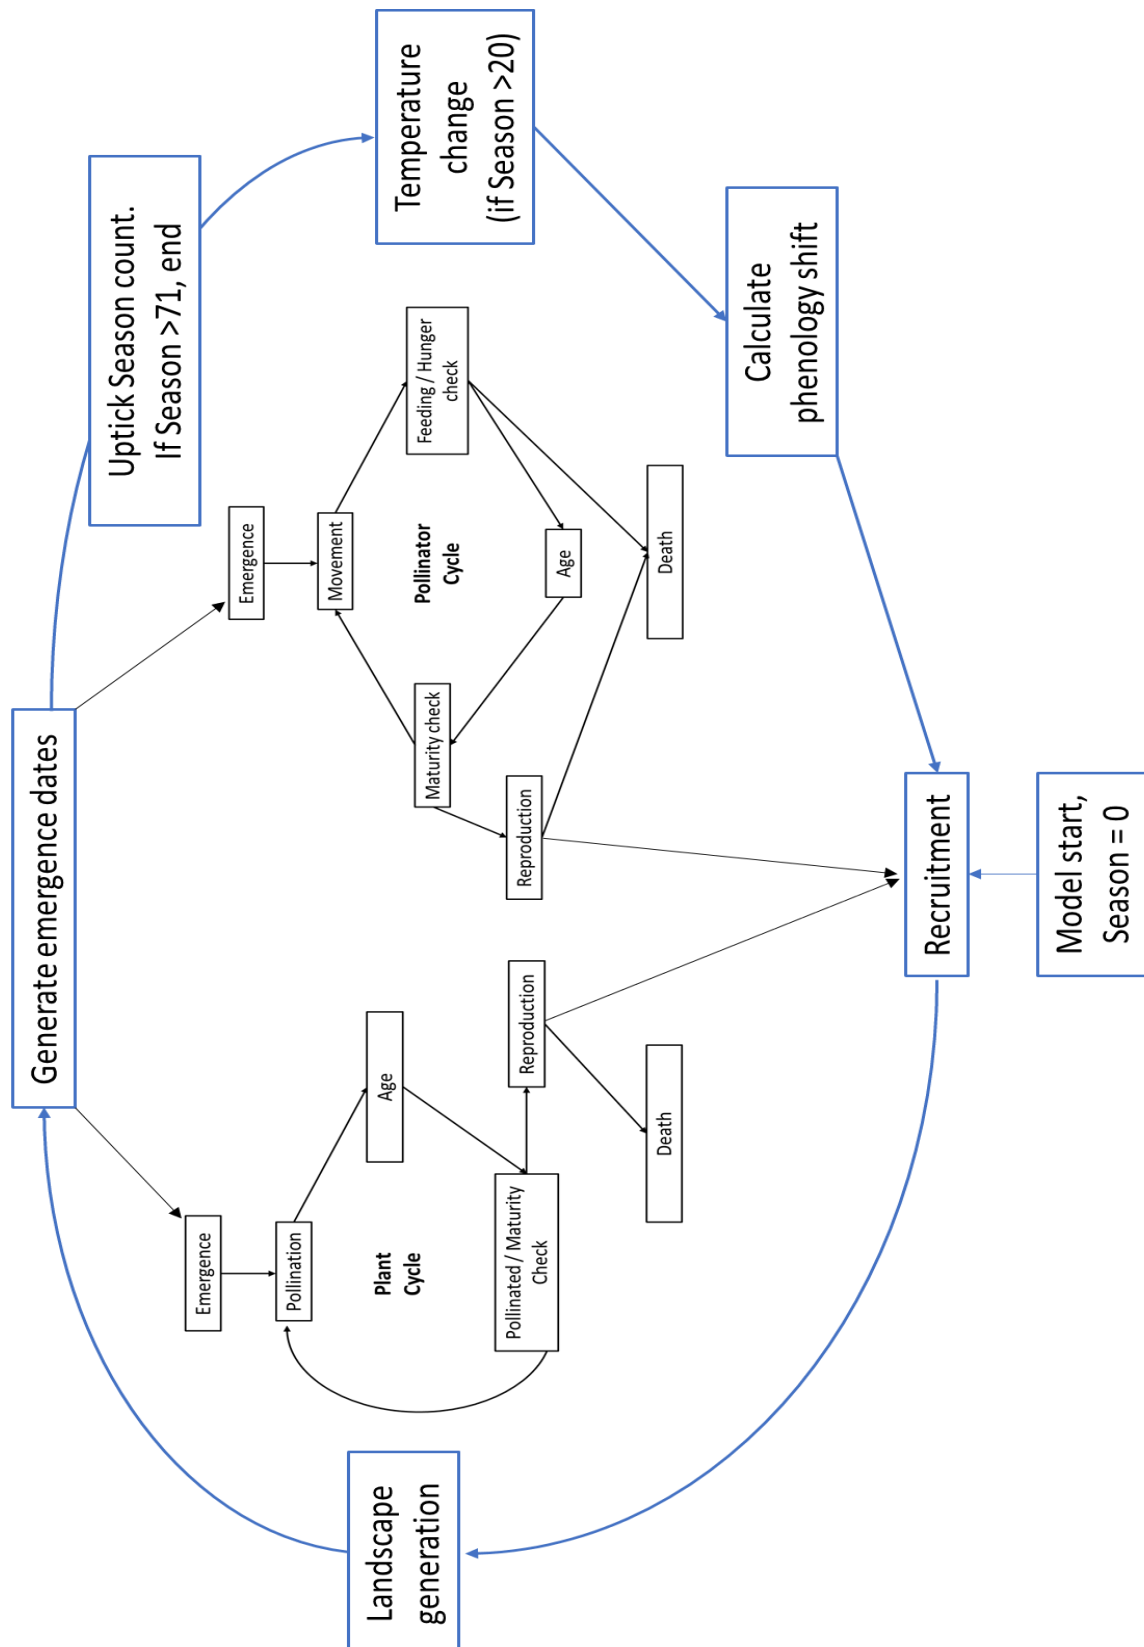 Generate emergence dates
Uptick Season count.
If Season >71, end
Temperature
change
(if Season >20)
Calculate
phenology shift
Recruitment
Model start,
Season = 0
Landscape
generation
Emergence
Pollination
Age
Plant
Cycle
Pollinated / Maturity
Check
Reproduction
Death
Emergence
Movement
Feeding / Hunger
check
Pollinator
Cycle
Age
Maturity check
Reproduction
Death